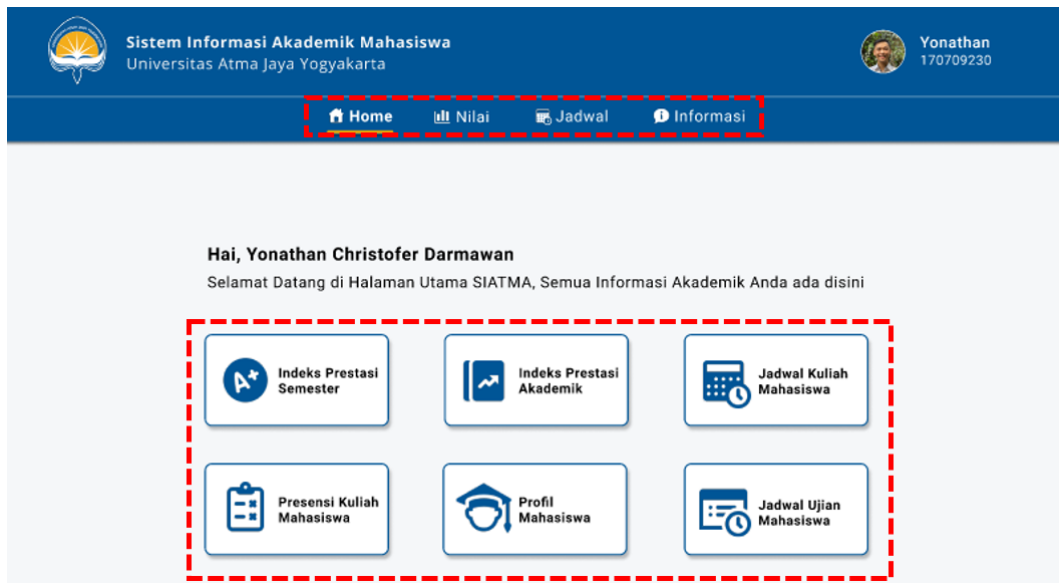 Sistem Informasi Akademik Mahasiswa
Universitas Atma Jaya Yogyakarta
Yonathan
170709230
Home
Nilai
Jadwal
Informasi
Hai, Yonathan Christofer Darmawan
Selamat Datang di Halaman Utama SIATMA, Semua Informasi Akademik Anda ada disini
A+
Indeks Prestasi
Semester
Indeks Prestasi
Akademik
Jadwal Kuliah
Mahasiswa
Presensi Kuliah
Mahasiswa
Profil
Mahasiswa
Jadwal Ujian
Mahasiswa